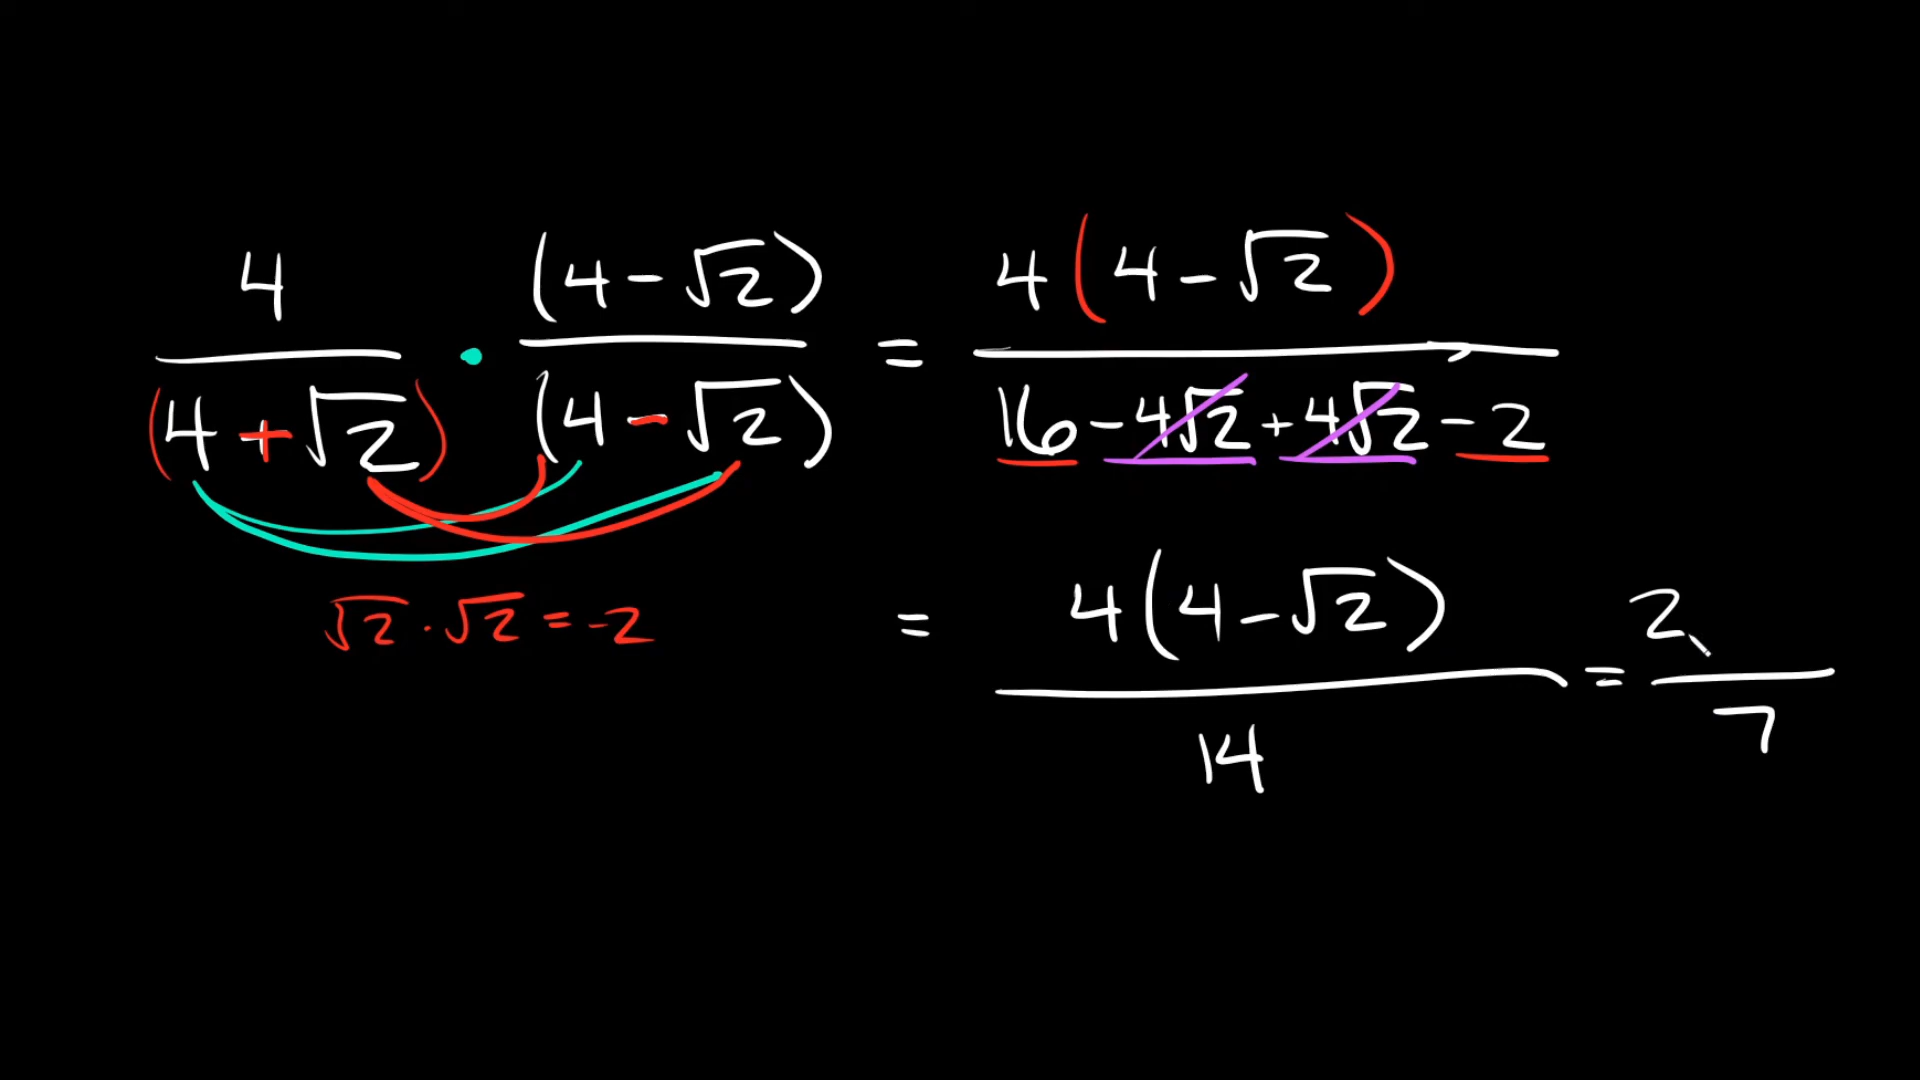 4/(4 + √2) · (4 - √2)/(4 - √2) = 4(4 - √2)/(16 - 4√2 + 4√2 - 2)
√2 · √2 = -2
= 4(4 - √2)/14 = 2/7